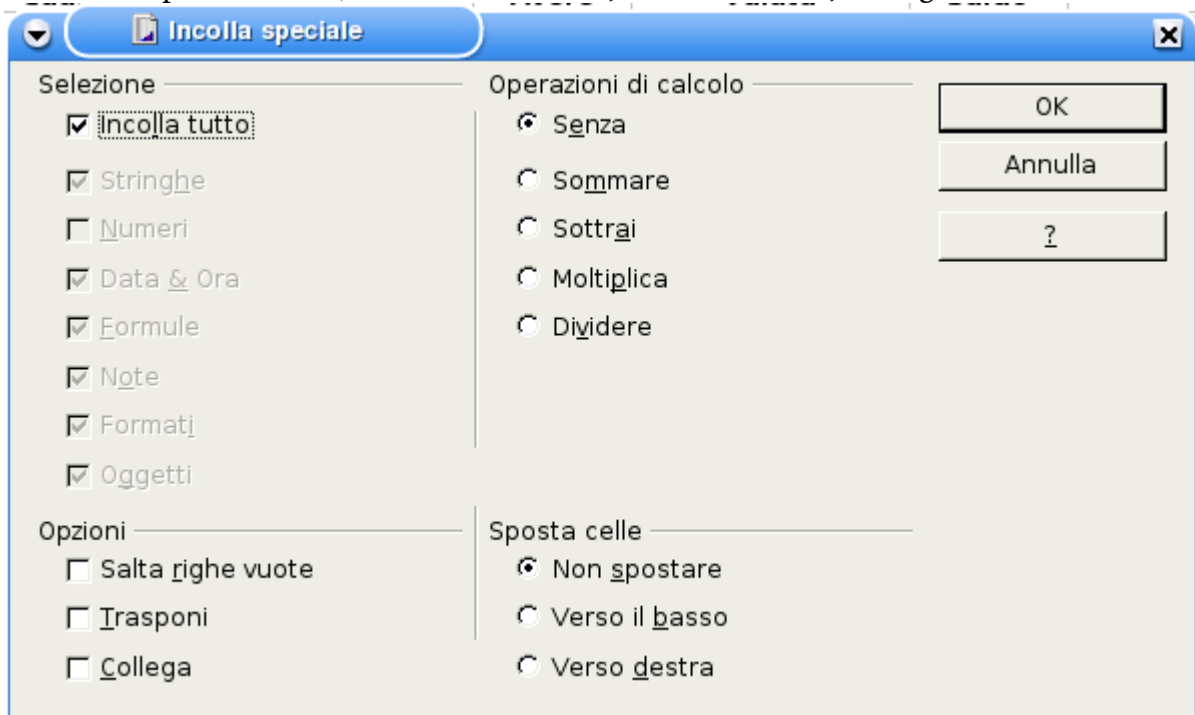 Incolla speciale
Selezione
Incolla tutto
Stringhe
Numeri
Data & Ora
Formule
Note
Formati
Oggetti
Operazioni di calcolo
Senza
Sommare
Sottrai
Moltiplica
Dividere
OK
Annulla
?
Opzioni
Salta righe vuote
Trasponi
Collega
Sposta celle
Non spostare
Verso il basso
Verso destra